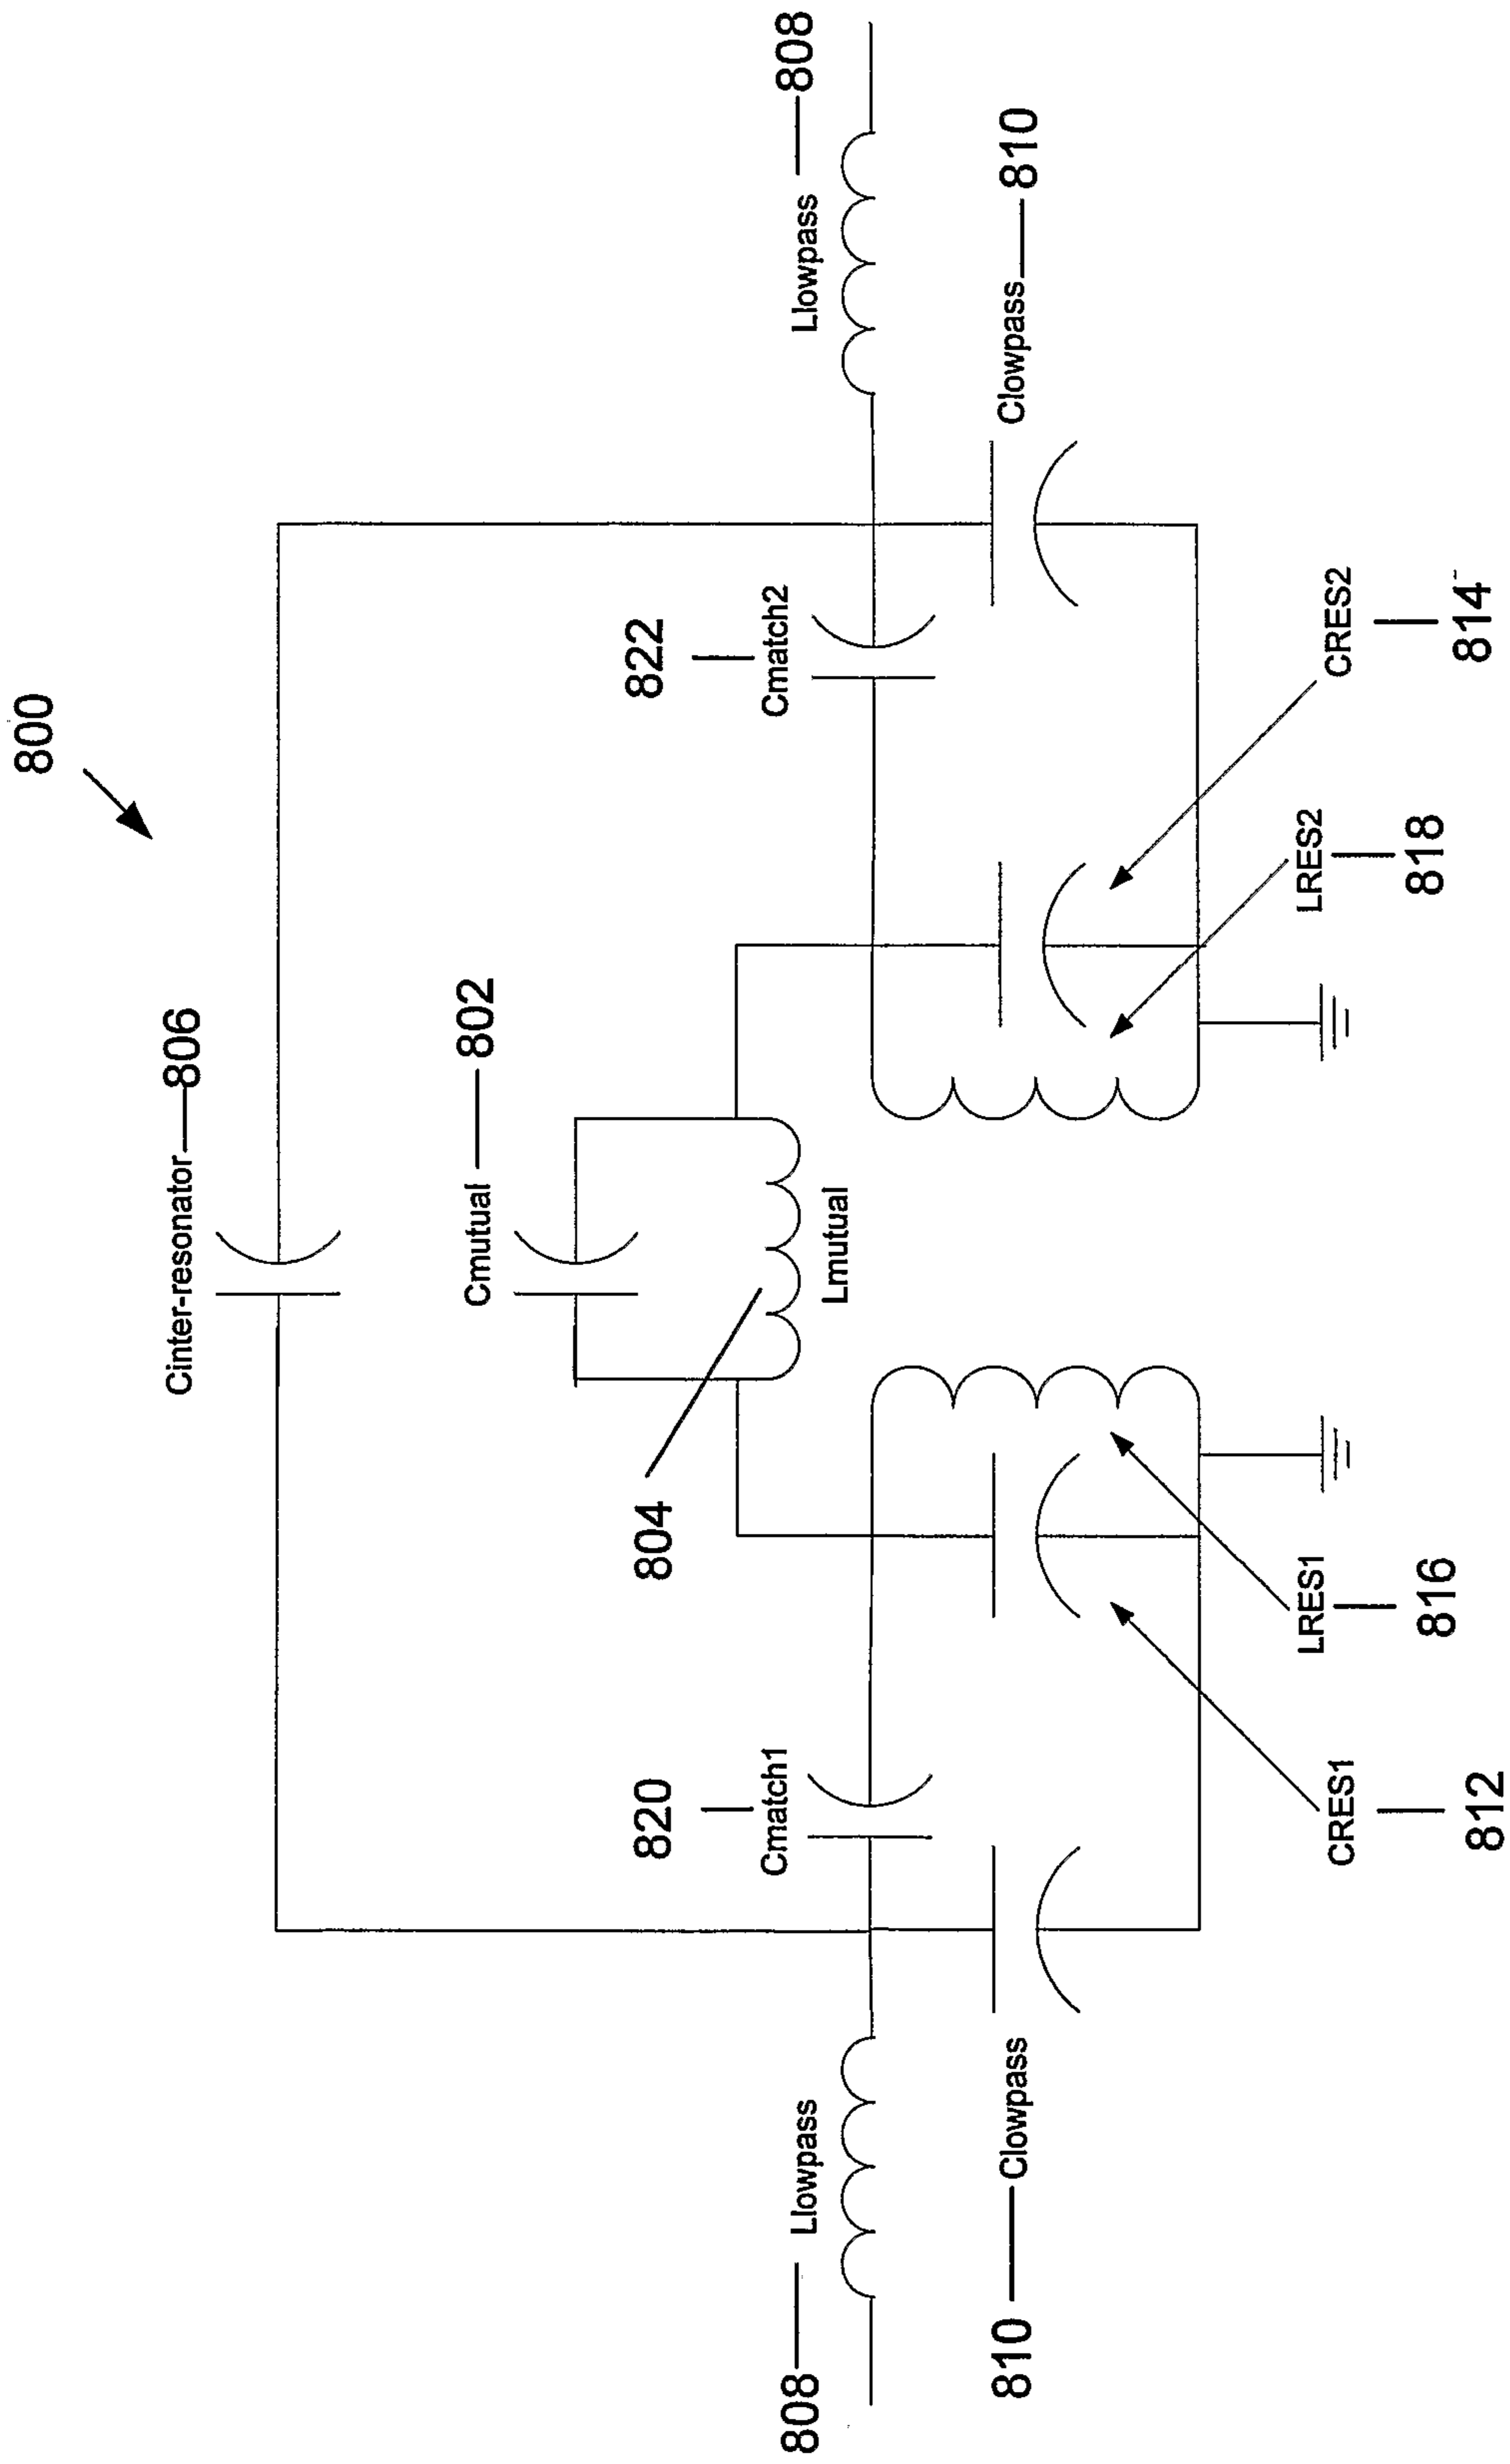 800
Cinter-resonator 806
Cmutual 802
804
Lmutual
820
Cmatch1
822
Cmatch2
808 Llowpass
Llowpass 808
810 Clowpass
Clowpass 810
CRES1
812
LRES1
816
LRES2
818
CRES2
814